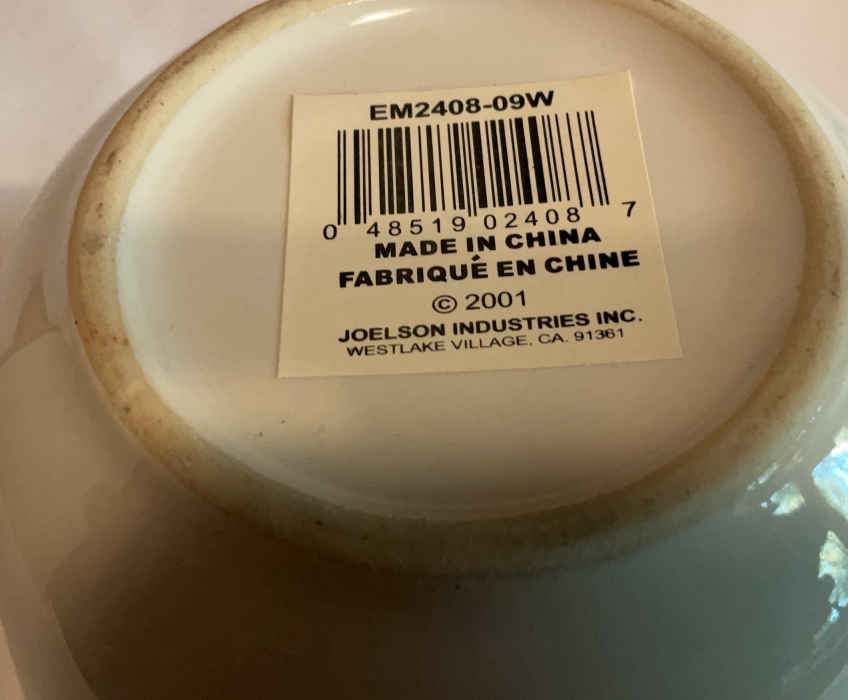 EM2408-09W
0 48519 02408 7
MADE IN CHINA
FABRIQUÉ EN CHINE
© 2001
JOELSON INDUSTRIES INC.
WESTLAKE VILLAGE, CA. 91361